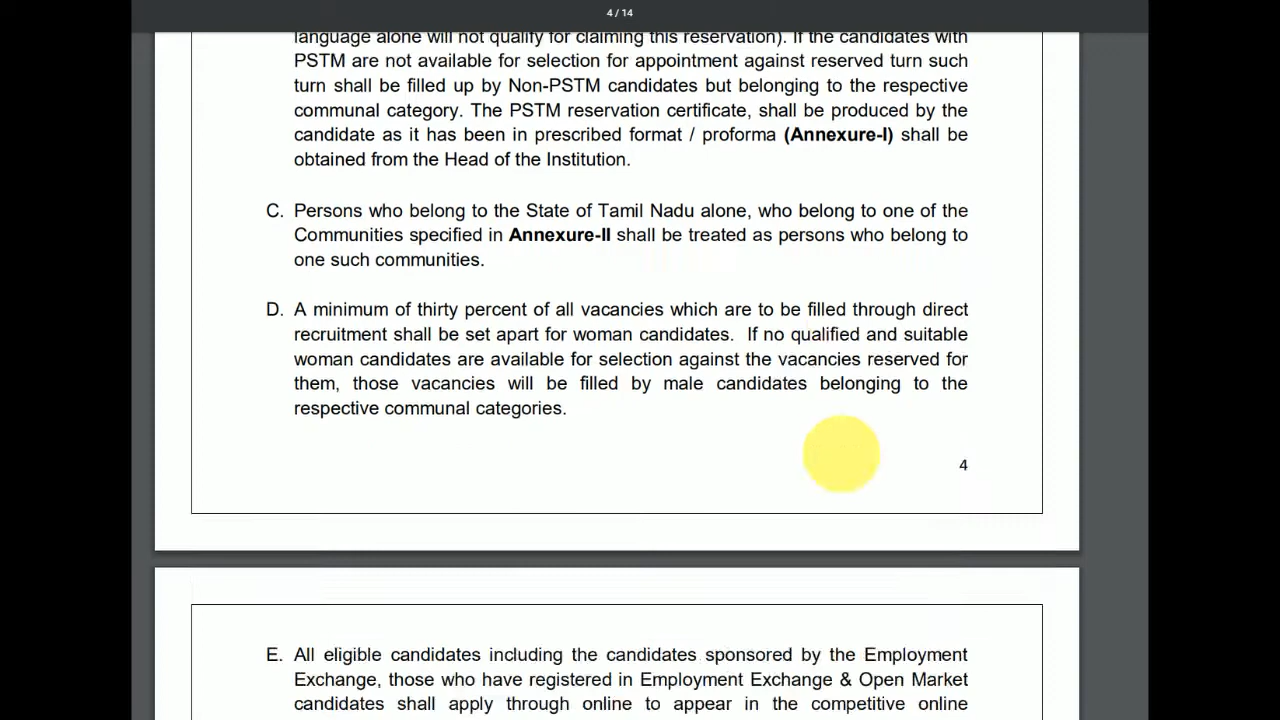 4 / 14
language alone will not qualify for claiming this reservation). If the candidates with
PSTM are not available for selection for appointment against reserved turn such
turn shall be filled up by Non-PSTM candidates but belonging to the respective
communal category. The PSTM reservation certificate, shall be produced by the
candidate as it has been in prescribed format / proforma (Annexure-I) shall be
obtained from the Head of the Institution.
C. Persons who belong to the State of Tamil Nadu alone, who belong to one of the
Communities specified in Annexure-II shall be treated as persons who belong to
one such communities.
D. A minimum of thirty percent of all vacancies which are to be filled through direct
recruitment shall be set apart for woman candidates. If no qualified and suitable
woman candidates are available for selection against the vacancies reserved for
them, those vacancies will be filled by male candidates belonging to the
respective communal categories.
4
E. All eligible candidates including the candidates sponsored by the Employment
Exchange, those who have registered in Employment Exchange & Open Market
candidates shall apply through online to appear in the competitive online